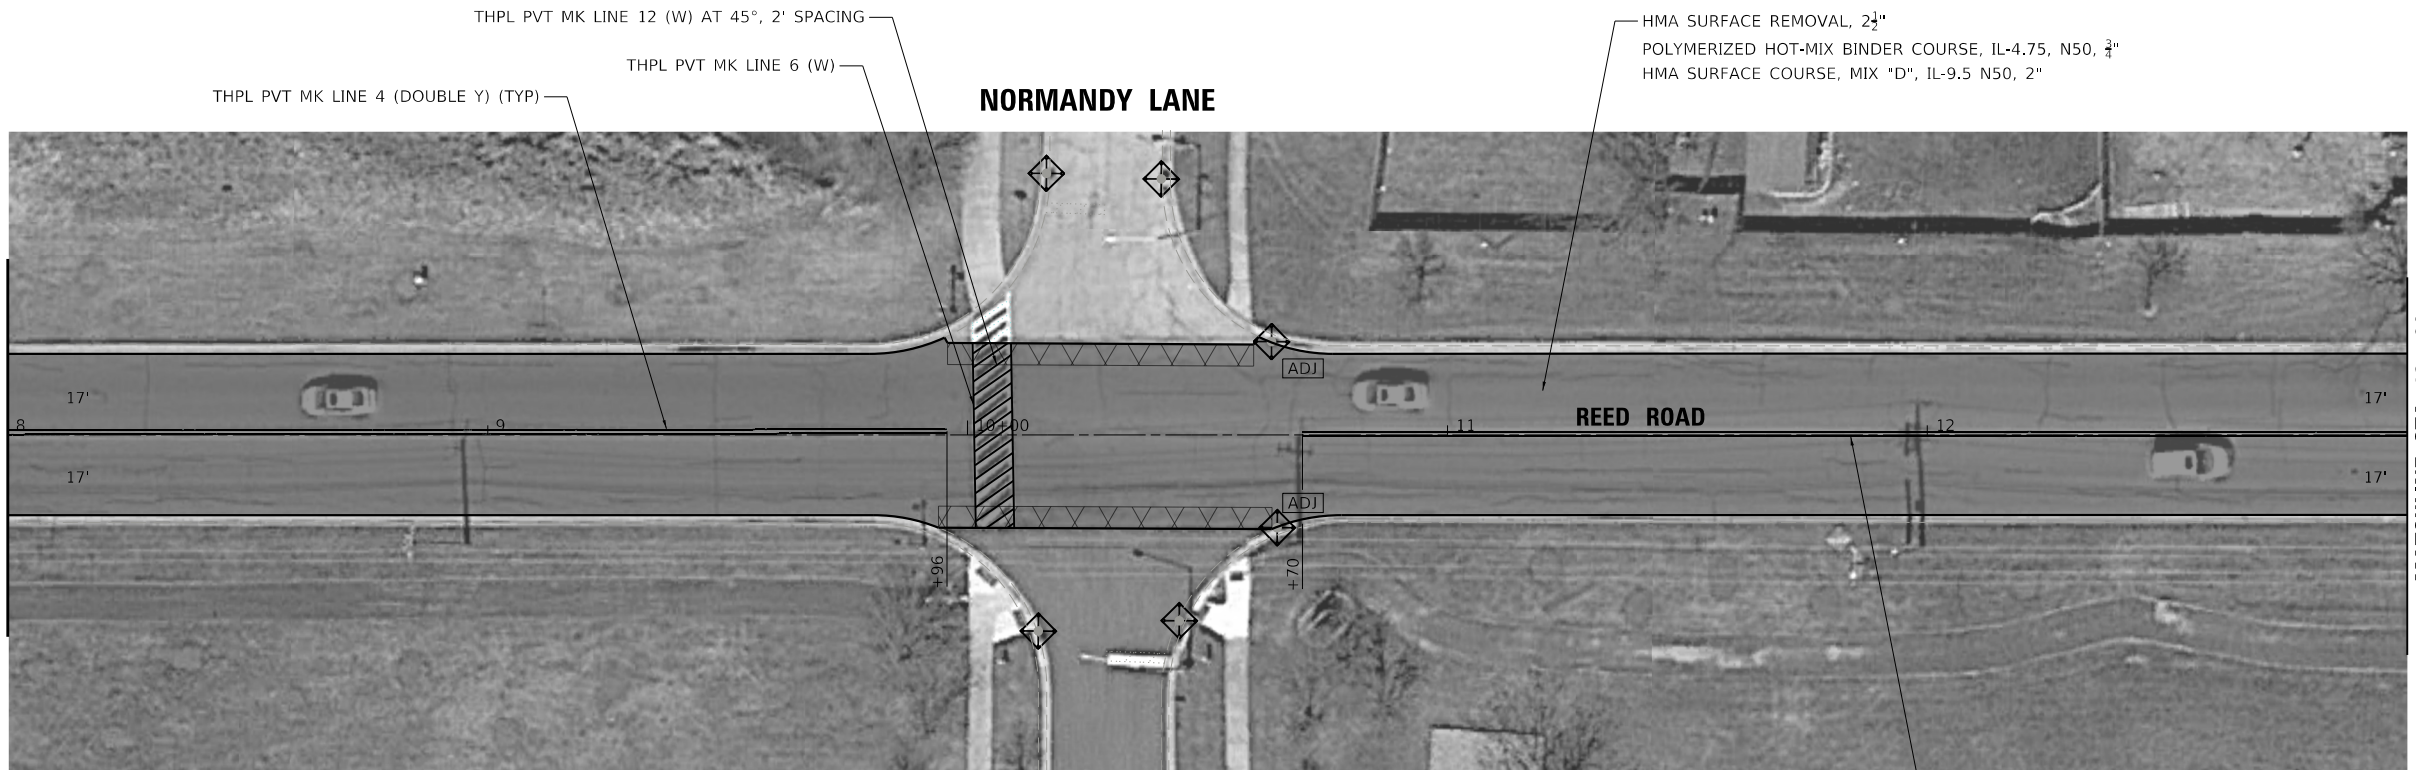 THPL PVT MK LINE 12 (W) AT 45°, 2' SPACING
THPL PVT MK LINE 6 (W)
THPL PVT MK LINE 4 (DOUBLE Y) (TYP)
HMA SURFACE REMOVAL, 2½"
POLYMERIZED HOT-MIX BINDER COURSE, IL-4.75, N50, ¾"
HMA SURFACE COURSE, MIX "D", IL-9.5 N50, 2"
NORMANDY LANE
ADJ
17'
17'
REED ROAD
8
9
10+00
11
12
17'
17'
ADJ
+96
+70